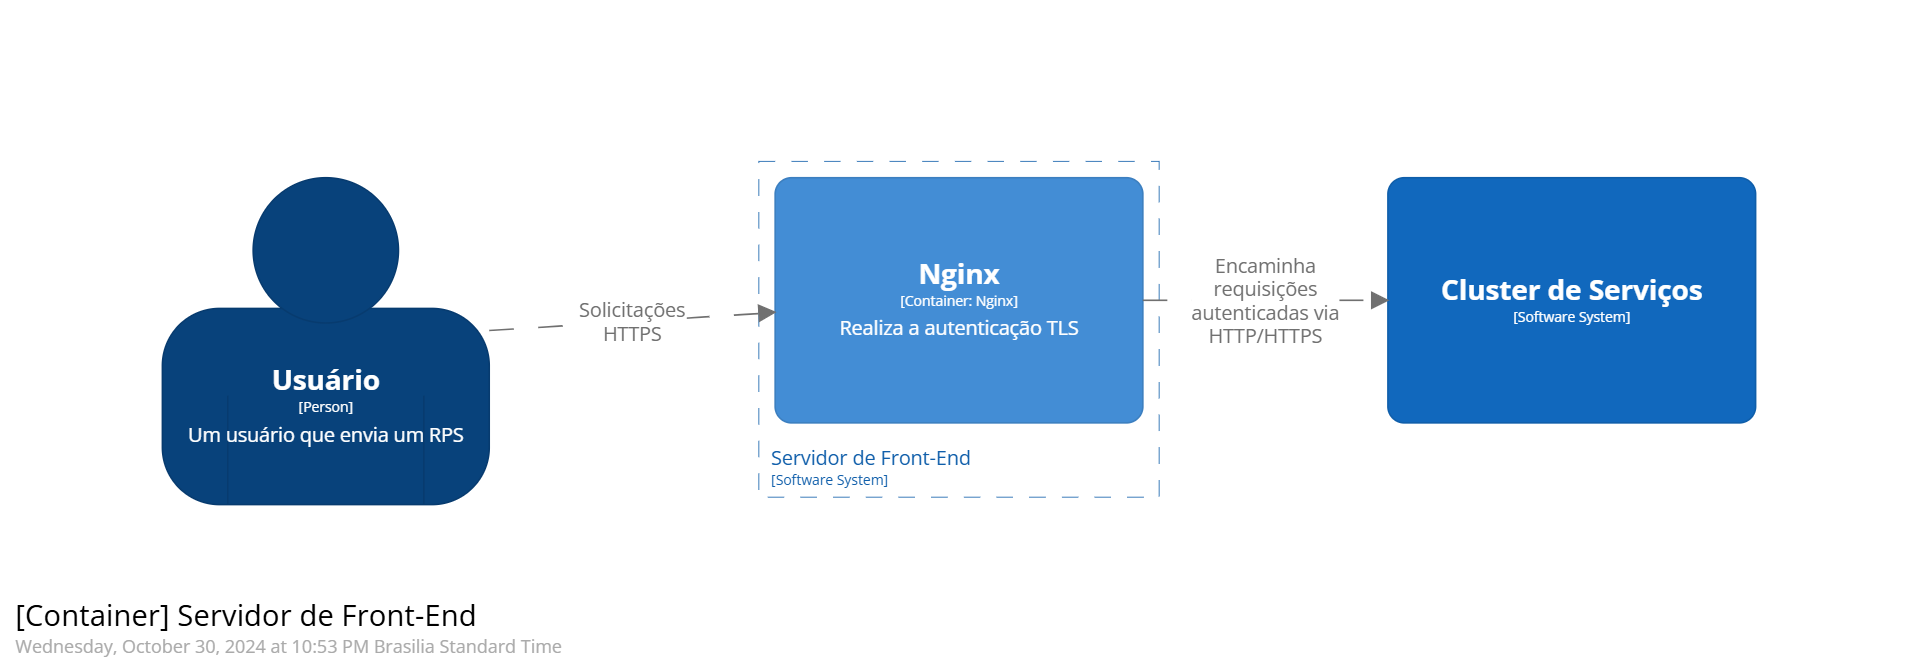 Usuário
[Person]
Um usuário que envia um RPS
Solicitações
HTTPS
Nginx
[Container: Nginx]
Realiza a autenticação TLS
Servidor de Front-End
[Software System]
Encaminha
requisições
autenticadas via
HTTP/HTTPS
Cluster de Serviços
[Software System]
[Container] Servidor de Front-End
Wednesday, October 30, 2024 at 10:53 PM Brasilia Standard Time